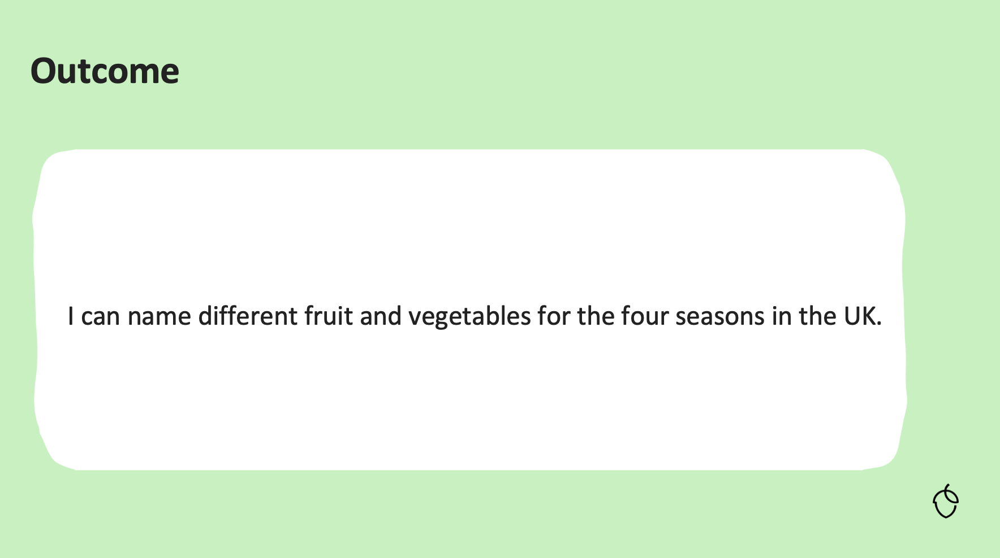 Outcome
I can name different fruit and vegetables for the four seasons in the UK.